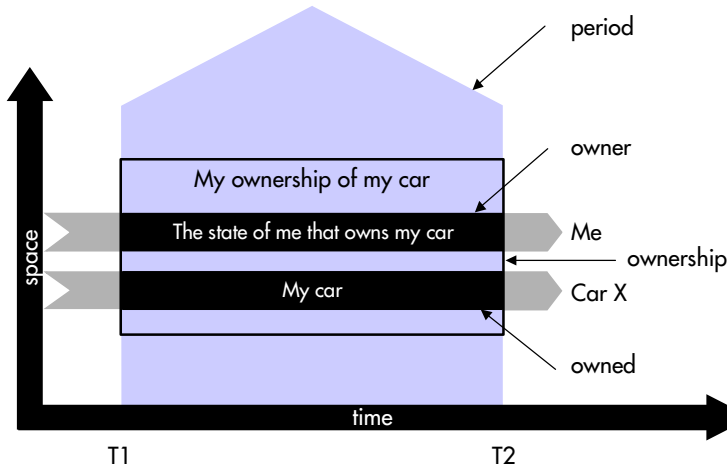 period
owner
My ownership of my car
The state of me that owns my car
Me
ownership
My car
Car X
owned
space
time
T1
T2